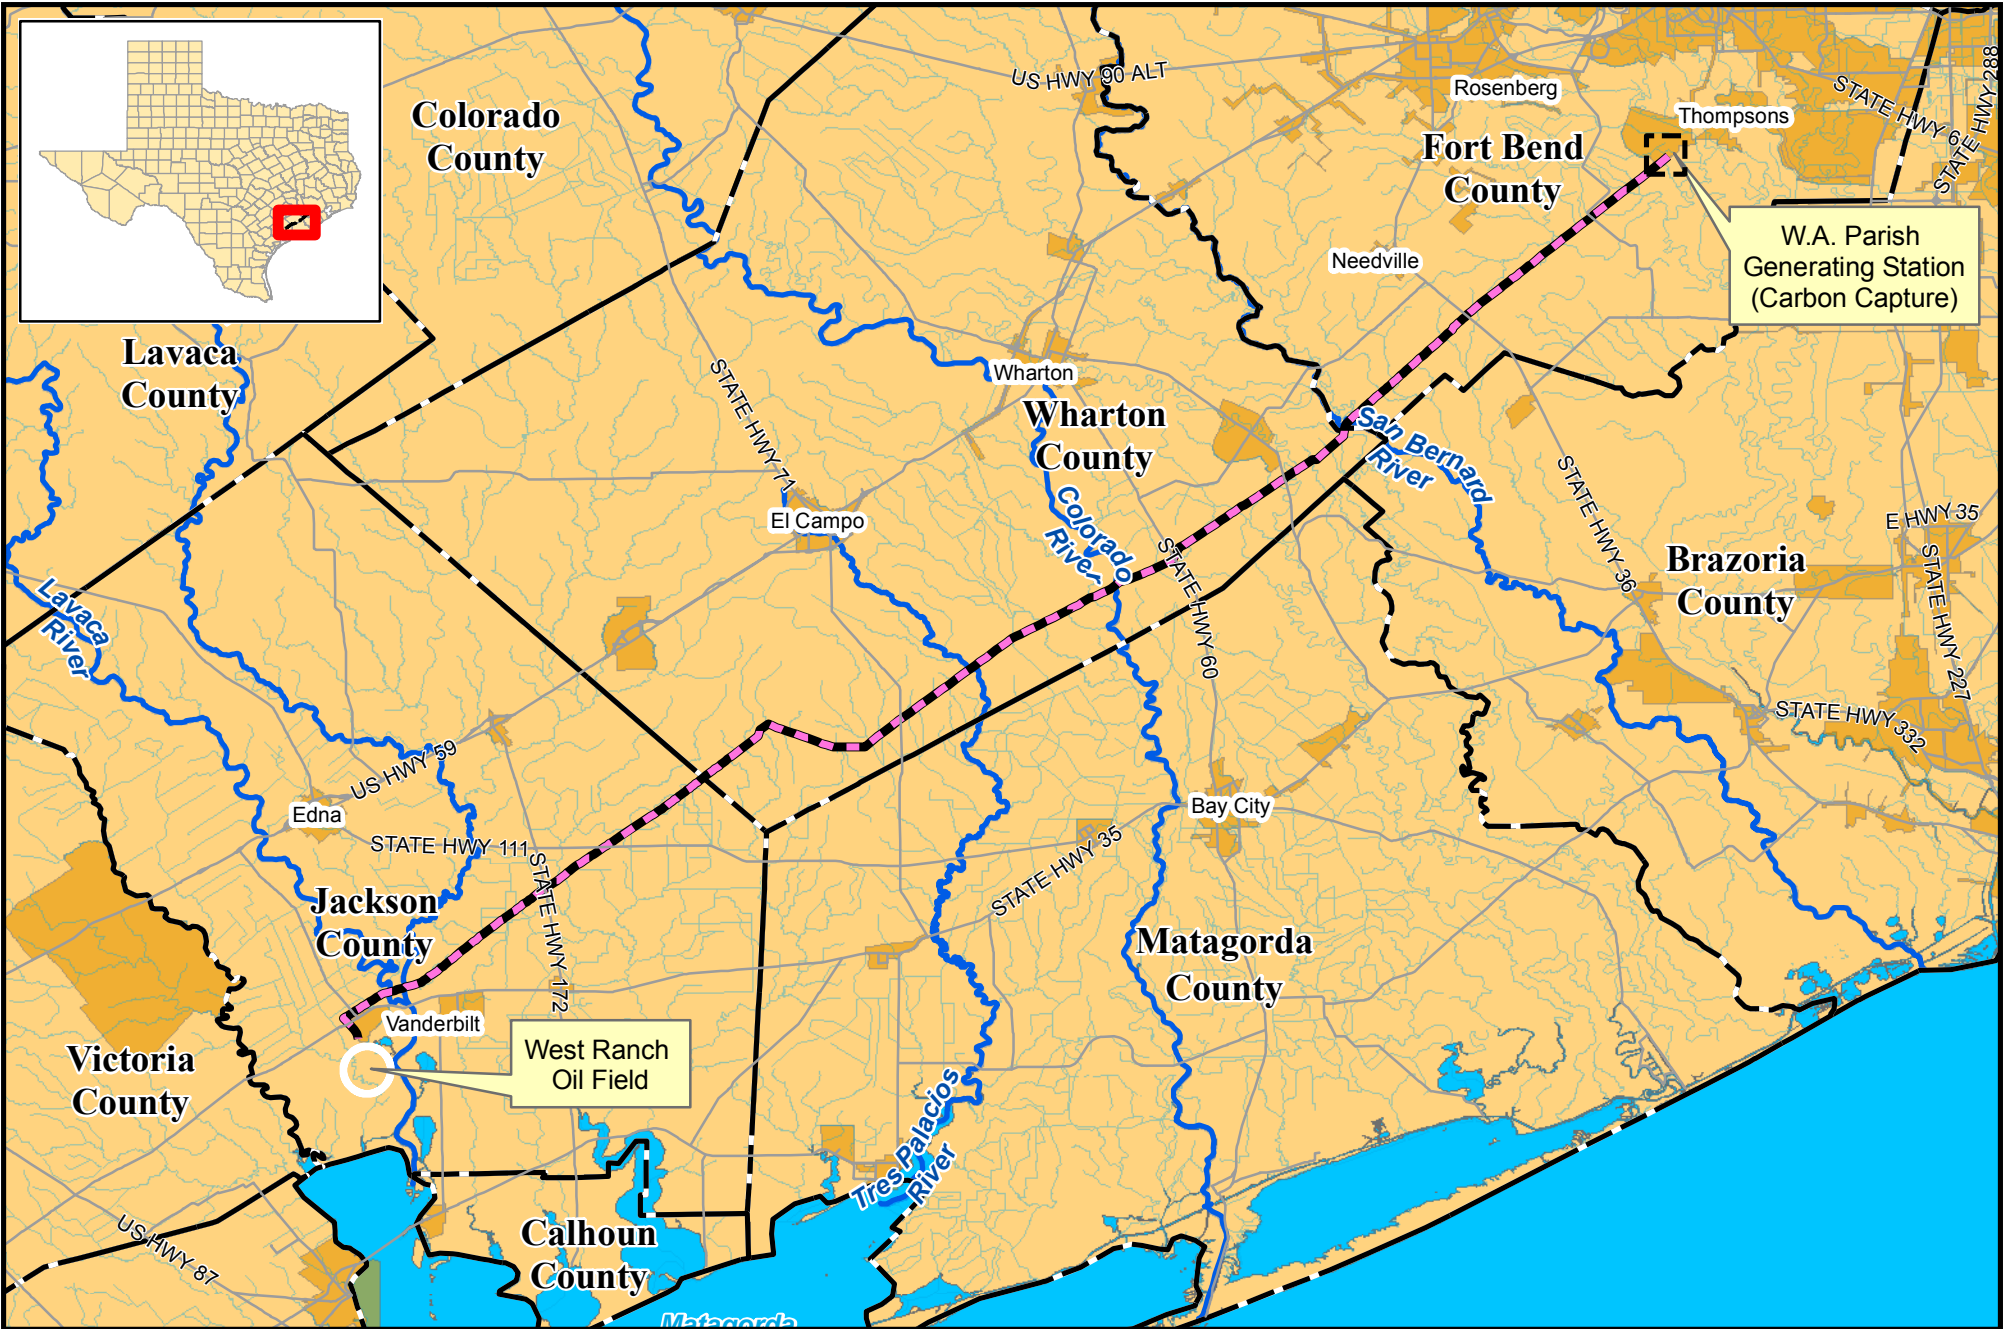 US HWY 90 ALT
Rosenberg
STATE HWY 288
STATE HWY 6
Thompsons
Colorado
County
Fort Bend
County
W.A. Parish
Generating Station
(Carbon Capture)
Needville
Lavaca
County
STATE HWY 71
Wharton
Wharton
County
San Bernard
River
El Campo
Colorado
River
STATE HWY 60
STATE HWY 36
E HWY 35
Brazoria
County
STATE HWY 227
STATE HWY 332
Lavaca
River
US HWY 59
Edna
STATE HWY 111
STATE HWY 172
Bay City
STATE HWY 35
Jackson
County
Matagorda
County
Vanderbilt
West Ranch
Oil Field
Victoria
County
Tres Palacios
River
US HWY 87
Calhoun
County
Matagorda